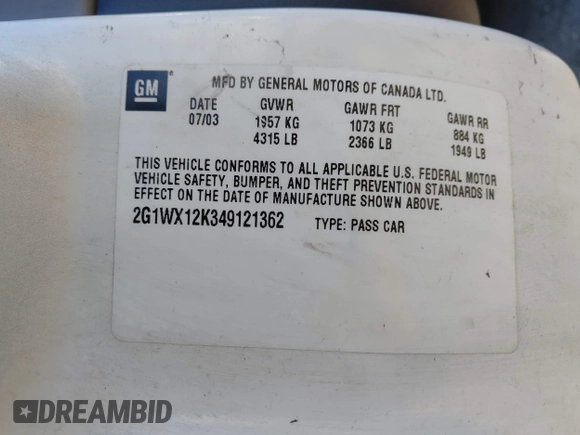 GM
MFD BY GENERAL MOTORS OF CANADA LTD.
DATE GVWR GAWR FRT GAWR RR
07/03 1957 KG 1073 KG 884 KG
4315 LB 2366 LB 1949 LB
THIS VEHICLE CONFORMS TO ALL APPLICABLE U.S. FEDERAL MOTOR
VEHICLE SAFETY, BUMPER, AND THEFT PREVENTION STANDARDS IN
EFFECT ON THE DATE OF MANUFACTURE SHOWN ABOVE.
2G1WX12K349121362 TYPE: PASS CAR
DREAMBID